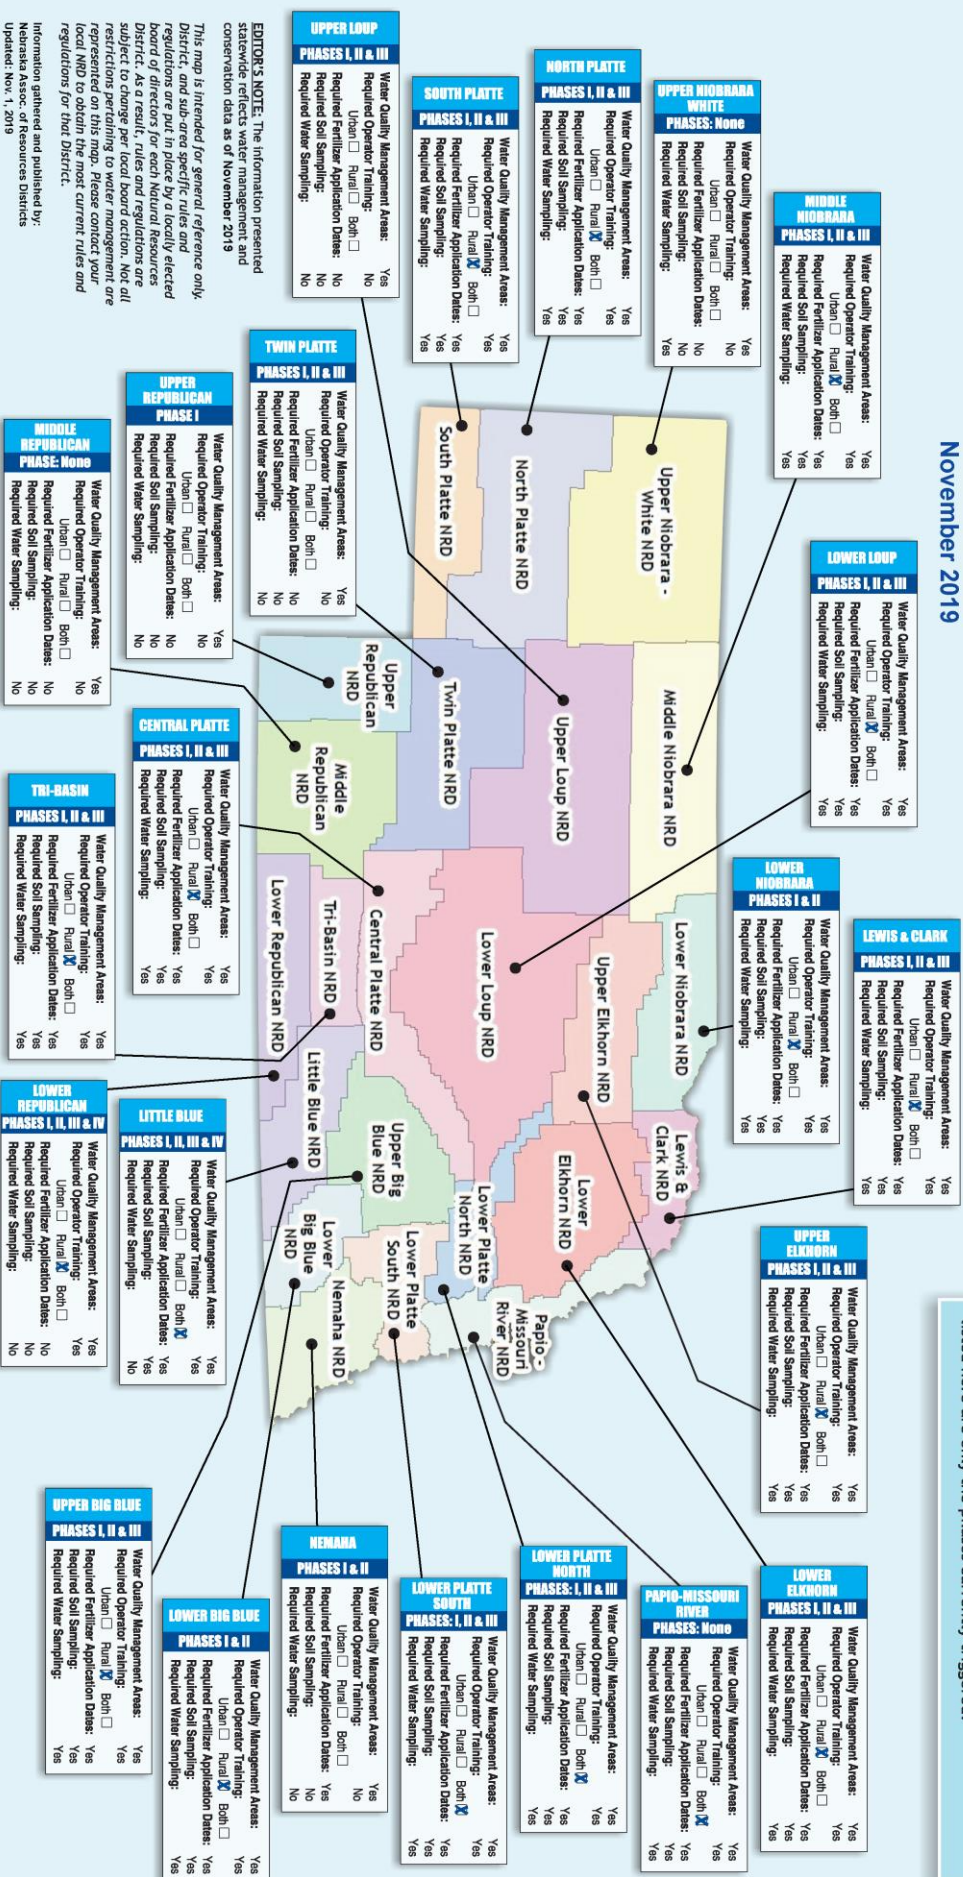 November 2019
MIDDLE
NIOBRARA
PHASES I, II & III
Water Quality Management Areas: Yes
Required Operator Training: Yes
Urban ☐ Rural ☒ Both ☐
Required Fertilizer Application Dates: Yes
Required Soil Sampling: Yes
Required Water Sampling: Yes
UPPER NIOBRARA
WHITE
PHASES: None
Water Quality Management Areas: Yes
Required Operator Training: No
Urban ☐ Rural ☐ Both ☐
Required Fertilizer Application Dates: No
Required Soil Sampling: No
Required Water Sampling: Yes
NORTH PLATTE
PHASES I, II & III
Water Quality Management Areas: Yes
Required Operator Training: Yes
Urban ☐ Rural ☒ Both ☐
Required Fertilizer Application Dates: Yes
Required Soil Sampling: Yes
Required Water Sampling: Yes
SOUTH PLATTE
PHASES I, II & III
Water Quality Management Areas: Yes
Required Operator Training: Yes
Urban ☐ Rural ☒ Both ☐
Required Fertilizer Application Dates: Yes
Required Soil Sampling: Yes
Required Water Sampling: Yes
UPPER LOUP
PHASES I, II & III
Water Quality Management Areas: Yes
Required Operator Training: No
Urban ☐ Rural ☐ Both ☐
Required Fertilizer Application Dates: No
Required Soil Sampling: No
Required Water Sampling: No
LOWER LOUP
PHASES I, II & III
Water Quality Management Areas: Yes
Required Operator Training: Yes
Urban ☐ Rural ☒ Both ☐
Required Fertilizer Application Dates: Yes
Required Soil Sampling: Yes
Required Water Sampling: Yes
LEWIS & CLARK
PHASES I, II & III
Water Quality Management Areas: Yes
Required Operator Training: Yes
Urban ☐ Rural ☒ Both ☐
Required Fertilizer Application Dates: Yes
Required Soil Sampling: Yes
Required Water Sampling: Yes
LOWER
NIOBRARA
PHASES I & II
Water Quality Management Areas: Yes
Required Operator Training: Yes
Urban ☐ Rural ☒ Both ☐
Required Fertilizer Application Dates: Yes
Required Soil Sampling: Yes
Required Water Sampling: Yes
UPPER
ELKHORN
PHASES I, II & III
Water Quality Management Areas: Yes
Required Operator Training: Yes
Urban ☐ Rural ☒ Both ☐
Required Fertilizer Application Dates: Yes
Required Soil Sampling: Yes
Required Water Sampling: Yes
LOWER
ELKHORN
PHASES I, II & III
Water Quality Management Areas: Yes
Required Operator Training: Yes
Urban ☐ Rural ☒ Both ☐
Required Fertilizer Application Dates: Yes
Required Soil Sampling: Yes
Required Water Sampling: Yes
PAPIO-MISSOURI
RIVER
PHASES: None
Water Quality Management Areas: Yes
Required Operator Training: Yes
Urban ☐ Rural ☐ Both ☒
Required Fertilizer Application Dates: Yes
Required Soil Sampling: Yes
Required Water Sampling: Yes
LOWER PLATTE
NORTH
PHASES: I, II & III
Water Quality Management Areas: Yes
Required Operator Training: Yes
Urban ☐ Rural ☐ Both ☒
Required Fertilizer Application Dates: Yes
Required Soil Sampling: Yes
Required Water Sampling: Yes
LOWER PLATTE
SOUTH
PHASES: I, II & III
Water Quality Management Areas: Yes
Required Operator Training: Yes
Urban ☐ Rural ☐ Both ☒
Required Fertilizer Application Dates: Yes
Required Soil Sampling: Yes
Required Water Sampling: Yes
NEMAHA
PHASES I & II
Water Quality Management Areas: Yes
Required Operator Training: No
Urban ☐ Rural ☐ Both ☐
Required Fertilizer Application Dates: Yes
Required Soil Sampling: No
Required Water Sampling: No
Upper Niobrara -
White NRD
North Platte NRD
South Platte NRD
Middle Niobrara NRD
Upper Loup NRD
Twin Platte NRD
Upper
Republican
NRD
Middle
Republican
NRD
Lower Niobrara NRD
Upper Elkhorn NRD
Lower Loup NRD
Central Platte NRD
Tri-Basin NRD
Lower Republican NRD
Lewis &
Clark NRD
Lower
Elkhorn NRD
Lower Platte
North NRD
Upper Big
Blue NRD
Little Blue NRD
Papio -
Missouri
River NRD
Lower Platte
South NRD
Lower
Big Blue
NRD
Nemaha NRD
TWIN PLATTE
PHASES I, II & III
Water Quality Management Areas: Yes
Required Operator Training: No
Urban ☐ Rural ☐ Both ☐
Required Fertilizer Application Dates: No
Required Soil Sampling: No
Required Water Sampling: No
UPPER
REPUBLICAN
PHASE I
Water Quality Management Areas: Yes
Required Operator Training: No
Urban ☐ Rural ☐ Both ☐
Required Fertilizer Application Dates: No
Required Soil Sampling: No
Required Water Sampling: No
MIDDLE
REPUBLICAN
PHASE: None
Water Quality Management Areas: Yes
Required Operator Training: No
Urban ☐ Rural ☐ Both ☐
Required Fertilizer Application Dates: No
Required Soil Sampling: No
Required Water Sampling: No
CENTRAL PLATTE
PHASES I, II & III
Water Quality Management Areas: Yes
Required Operator Training: Yes
Urban ☐ Rural ☒ Both ☐
Required Fertilizer Application Dates: Yes
Required Soil Sampling: Yes
Required Water Sampling: Yes
TRI-BASIN
PHASES I, II & III
Water Quality Management Areas: Yes
Required Operator Training: Yes
Urban ☐ Rural ☒ Both ☐
Required Fertilizer Application Dates: Yes
Required Soil Sampling: Yes
Required Water Sampling: Yes
LITTLE BLUE
PHASES I, II, III & IV
Water Quality Management Areas: Yes
Required Operator Training: Yes
Urban ☐ Rural ☐ Both ☒
Required Fertilizer Application Dates: Yes
Required Soil Sampling: Yes
Required Water Sampling: No
LOWER
REPUBLICAN
PHASES I, II, III & IV
Water Quality Management Areas: Yes
Required Operator Training: Yes
Urban ☐ Rural ☒ Both ☐
Required Fertilizer Application Dates: No
Required Soil Sampling: No
Required Water Sampling: No
LOWER BIG BLUE
PHASES I & II
Water Quality Management Areas: Yes
Required Operator Training: Yes
Urban ☐ Rural ☒ Both ☐
Required Fertilizer Application Dates: Yes
Required Soil Sampling: Yes
Required Water Sampling: Yes
UPPER BIG BLUE
PHASES I, II & III
Water Quality Management Areas: Yes
Required Operator Training: Yes
Urban ☐ Rural ☒ Both ☐
Required Fertilizer Application Dates: Yes
Required Soil Sampling: Yes
Required Water Sampling: Yes
EDITOR'S NOTE: The information presented
statewide reflects water management and
conservation data as of November 2019
This map is intended for general reference only.
District, and sub-area specific rules and
regulations are put in place by a locally elected
board of directors for each Natural Resources
District. As a result, rules and regulations are
subject to change per local board action. Not all
restrictions pertaining to water management are
represented on this map. Please contact your
local NRD to obtain the most current rules and
regulations for that District.
Information gathered and published by:
Nebraska Assoc. of Resources Districts
Updated: Nov. 1, 2019